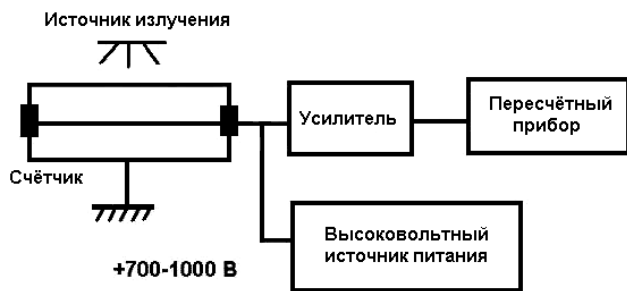 Источник излучения
Усилитель
Пересчётный
прибор
Счётчик
Высоковольтный
источник питания
+700-1000 В